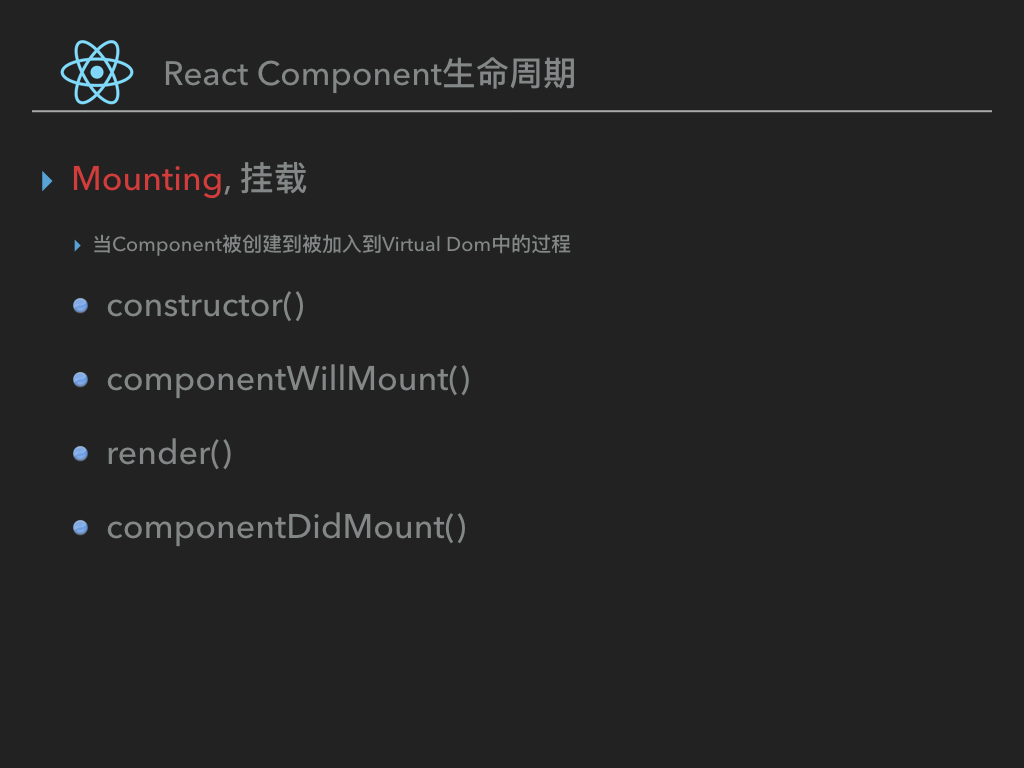 React Component生命周期
Mounting, 挂载
当Component被创建到被加入到Virtual Dom中的过程
constructor()
componentWillMount()
render()
componentDidMount()